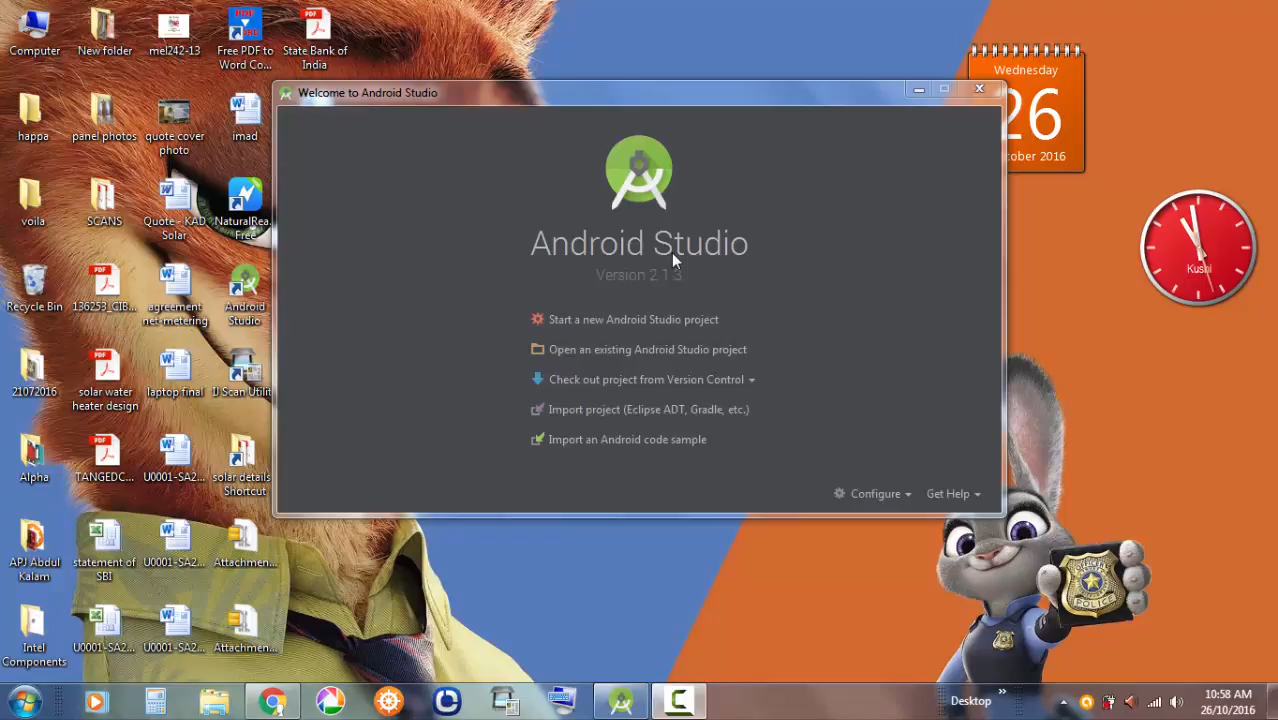 Computer
New folder
mel242-13
Free PDF to
Word Co...
State Bank of
India
happa
panel photos
quote cover
photo
imad
voila
SCANS
Quote - KAD
Solar
NaturalRea...
Free
Recycle Bin
136253_CIB...
agreement
net-metering
Android
Studio
21072016
solar water
heater design
laptop final
IJ Scan Utility
Alpha
TANGEDC...
U0001-SA2...
solar details
Shortcut
APJ Abdul
Kalam
statement of
SBI
U0001-SA2...
Attachmen...
Intel
Components
U0001-SA2...
U0001-SA2...
Attachmen...
Welcome to Android Studio
Android Studio
Version 2.1.3
Start a new Android Studio project
Open an existing Android Studio project
Check out project from Version Control
Import project (Eclipse ADT, Gradle, etc.)
Import an Android code sample
Configure
Get Help
Wednesday
26
October 2016
Kushi
POLICE
Desktop
10:58 AM
26/10/2016